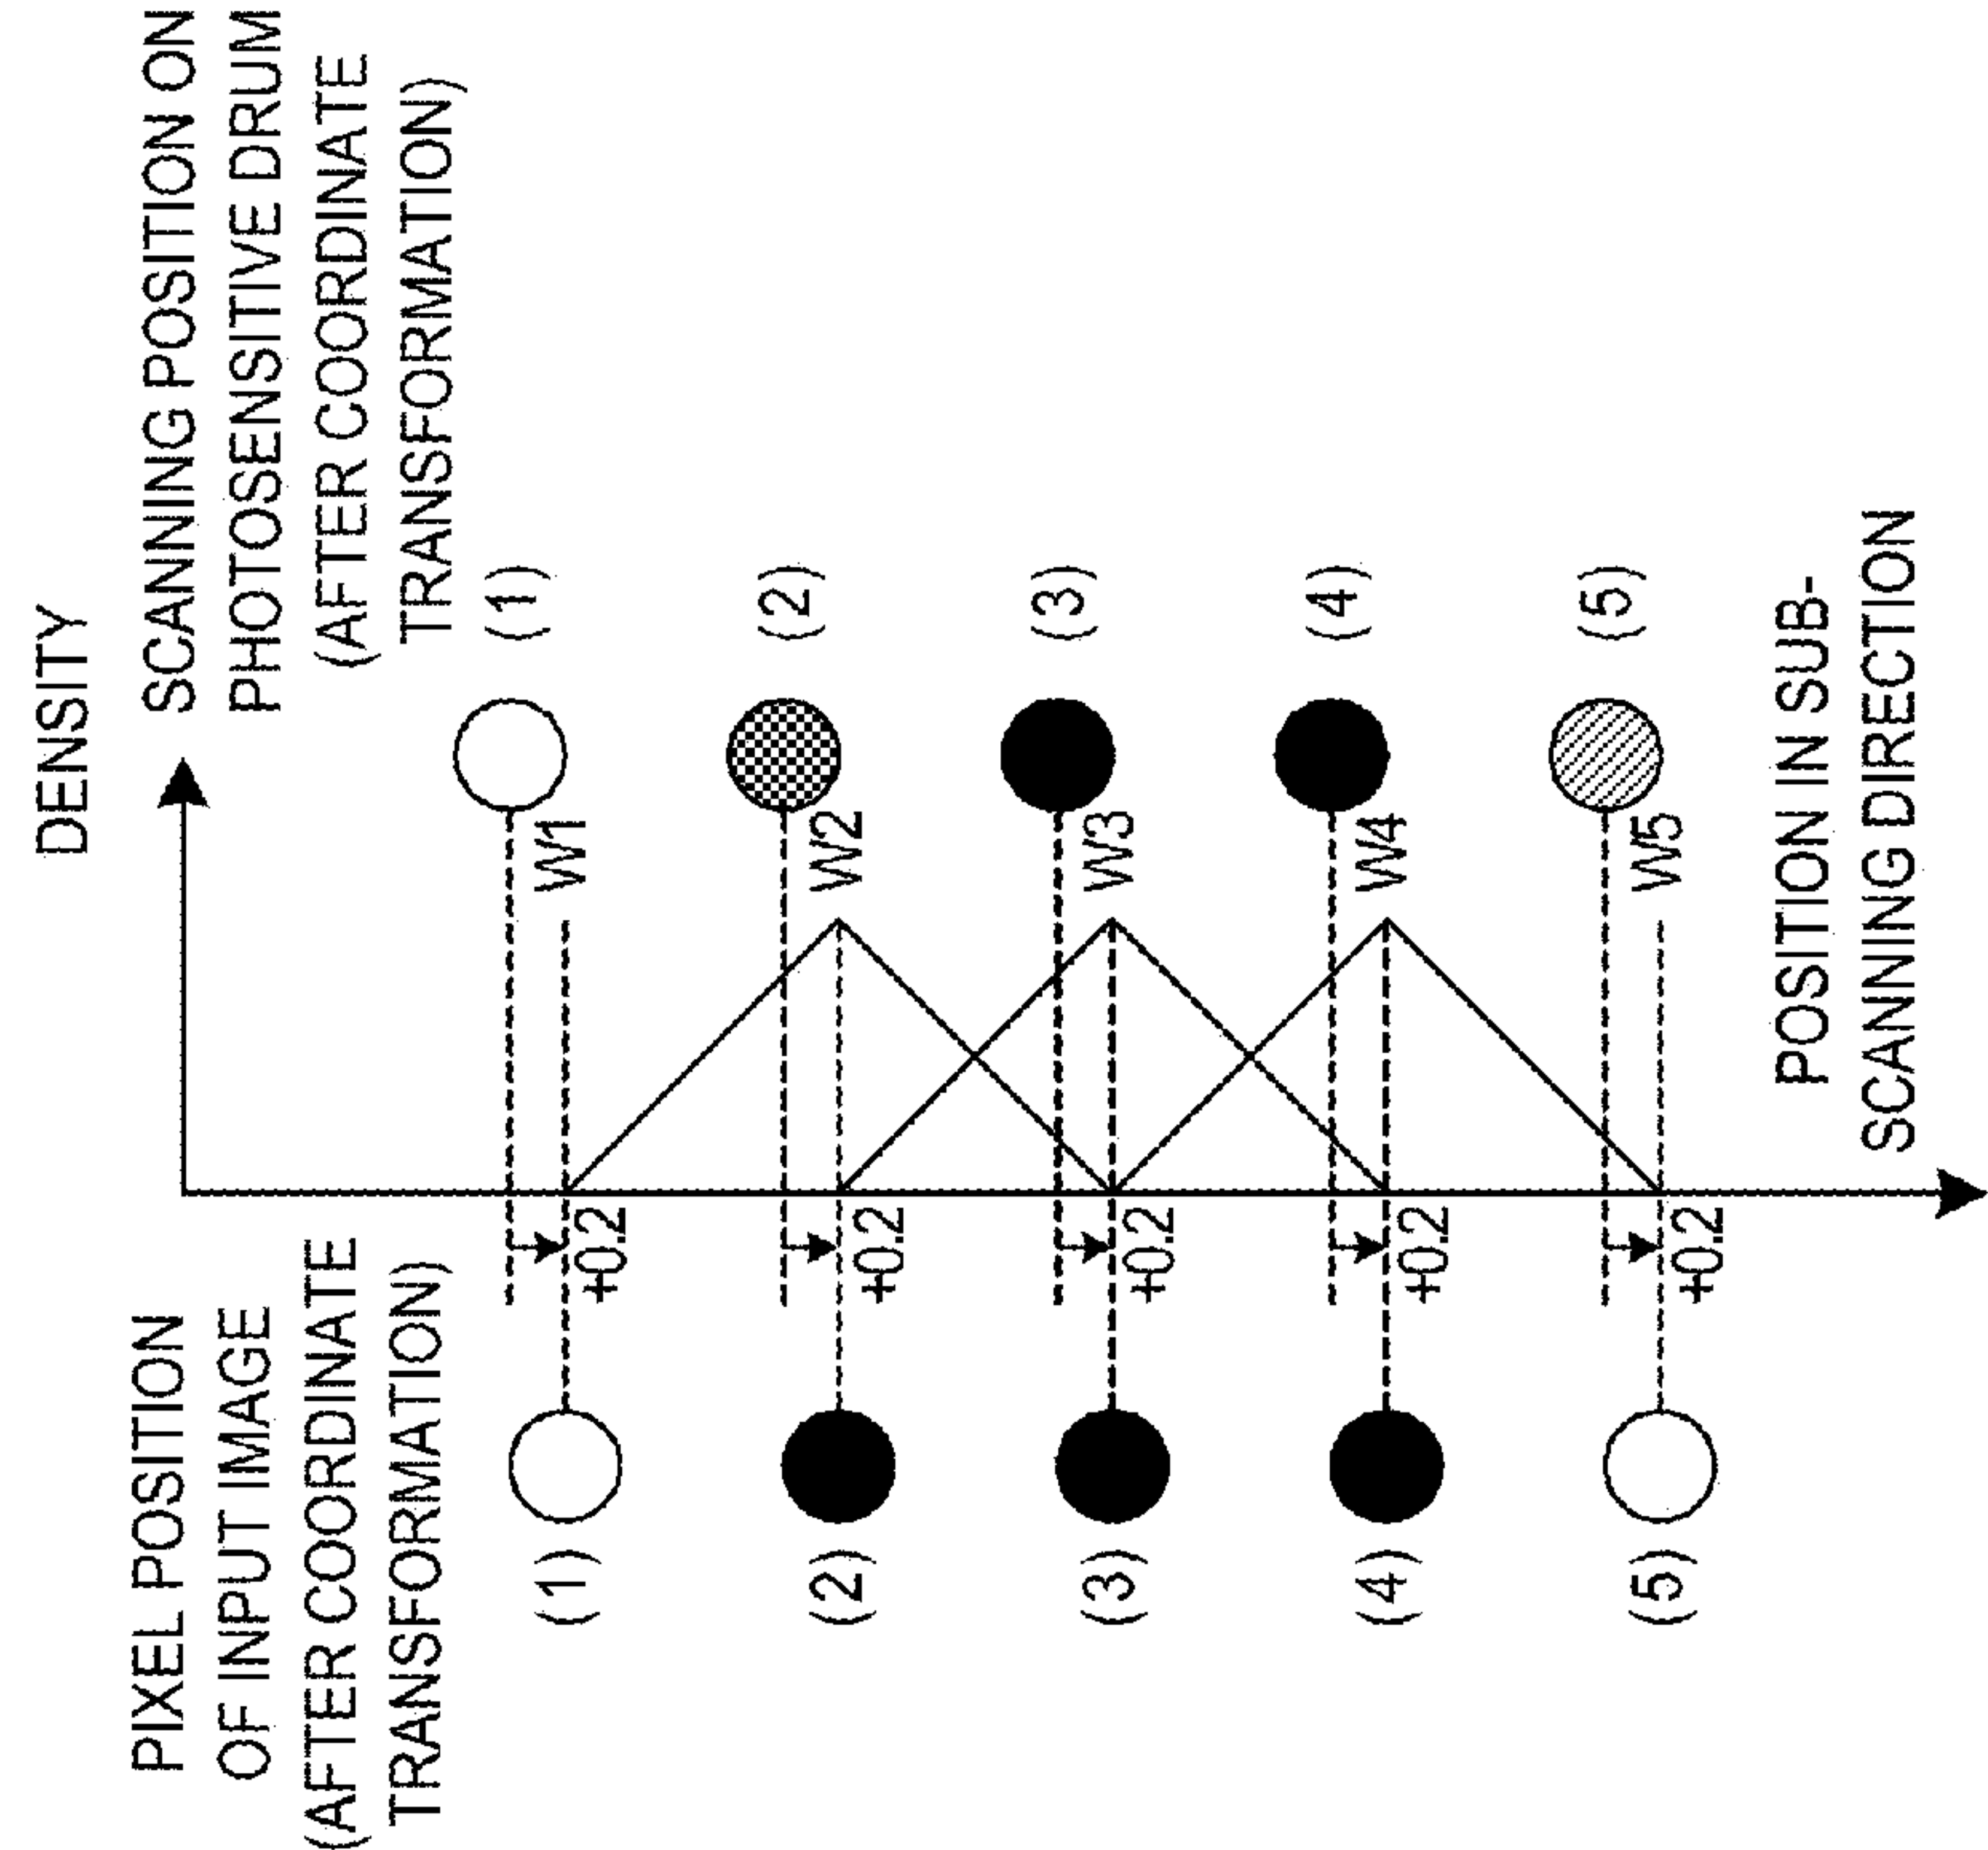 DENSITY
SCANNING POSITION ON
PHOTOSENSITIVE DRUM
(AFTER COORDINATE
TRANSFORMATION)
PIXEL POSITION
OF INPUT IMAGE
(AFTER COORDINATE
TRANSFORMATION)
(1)
W1
+0.2
(1)
(2)
W2
+0.2
(2)
(3)
W3
+0.2
(3)
(4)
W4
+0.2
(4)
(5)
W5
+0.2
(5)
POSITION IN SUB-
SCANNING DIRECTION